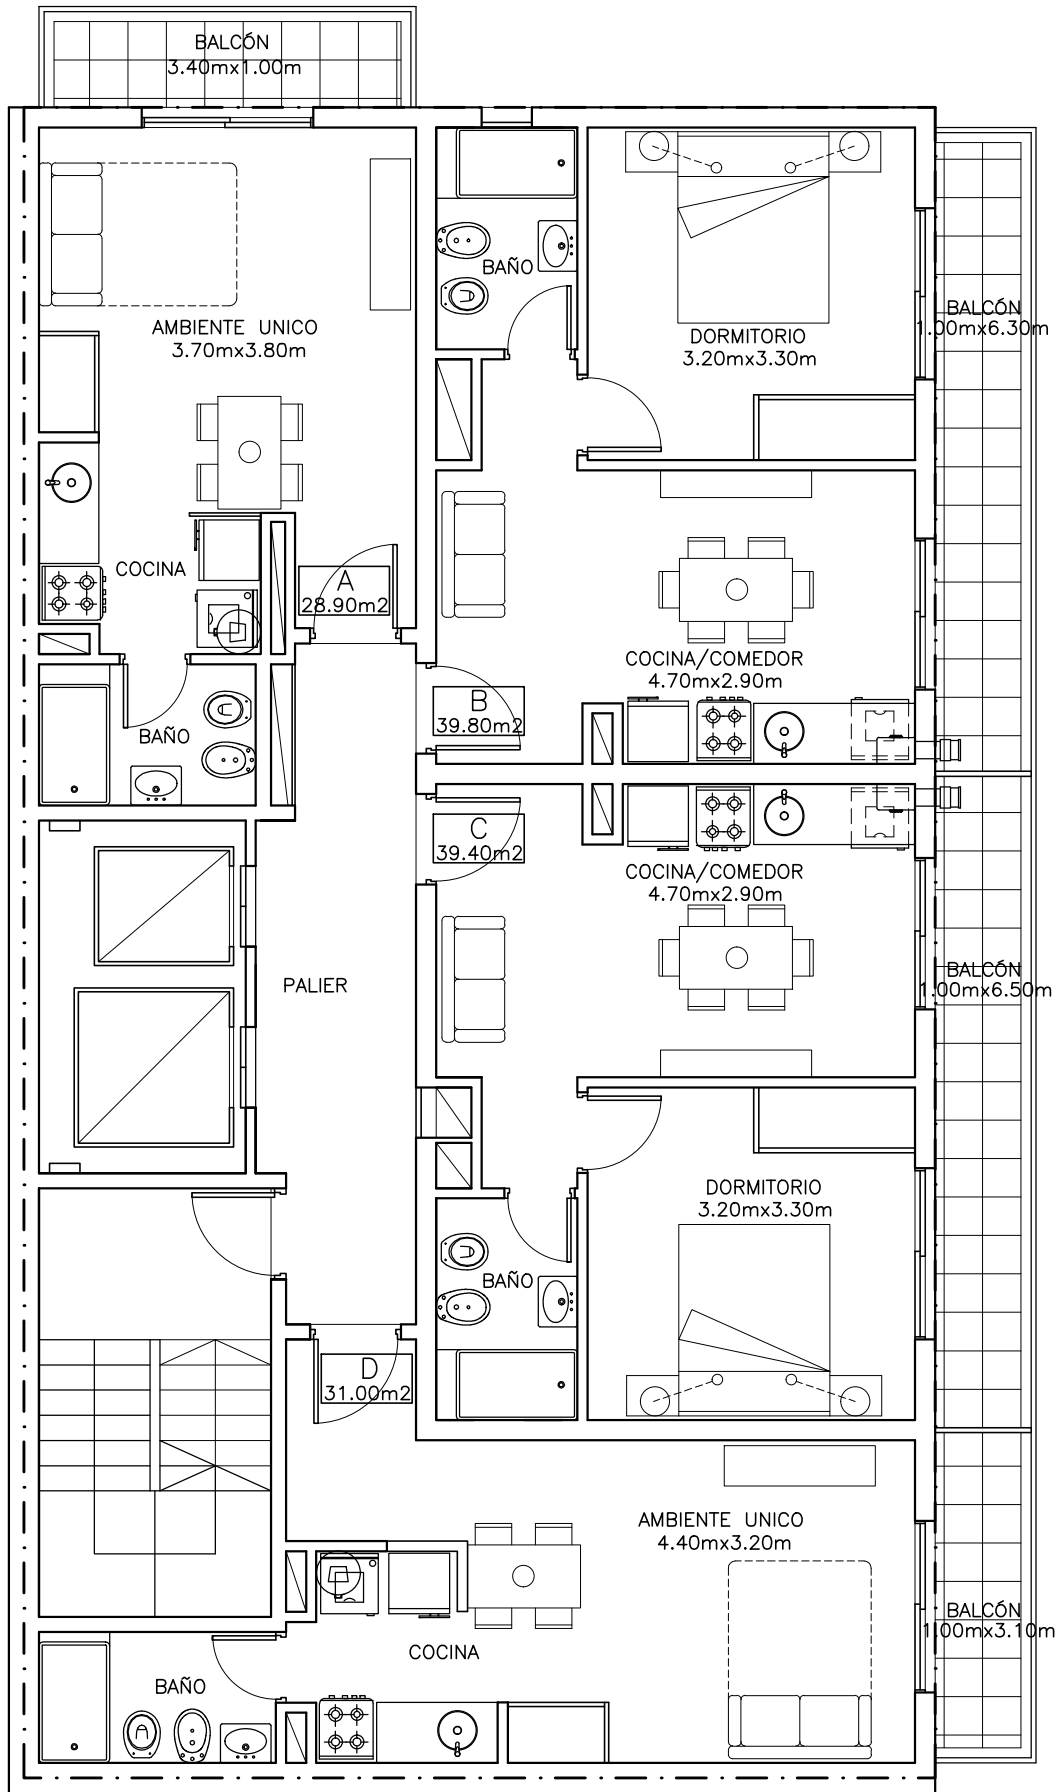 BALCÓN
3.40mx1.00m
AMBIENTE UNICO
3.70mx3.80m
BAÑO
DORMITORIO
3.20mx3.30m
BALCÓN
1.00mx6.30m
COCINA
A
28.90m2
COCINA/COMEDOR
4.70mx2.90m
B
39.80m2
BAÑO
C
39.40m2
COCINA/COMEDOR
4.70mx2.90m
PALIER
BALCÓN
1.00mx6.50m
DORMITORIO
3.20mx3.30m
BAÑO
D
31.00m2
AMBIENTE UNICO
4.40mx3.20m
BALCÓN
1.00mx3.10m
COCINA
BAÑO